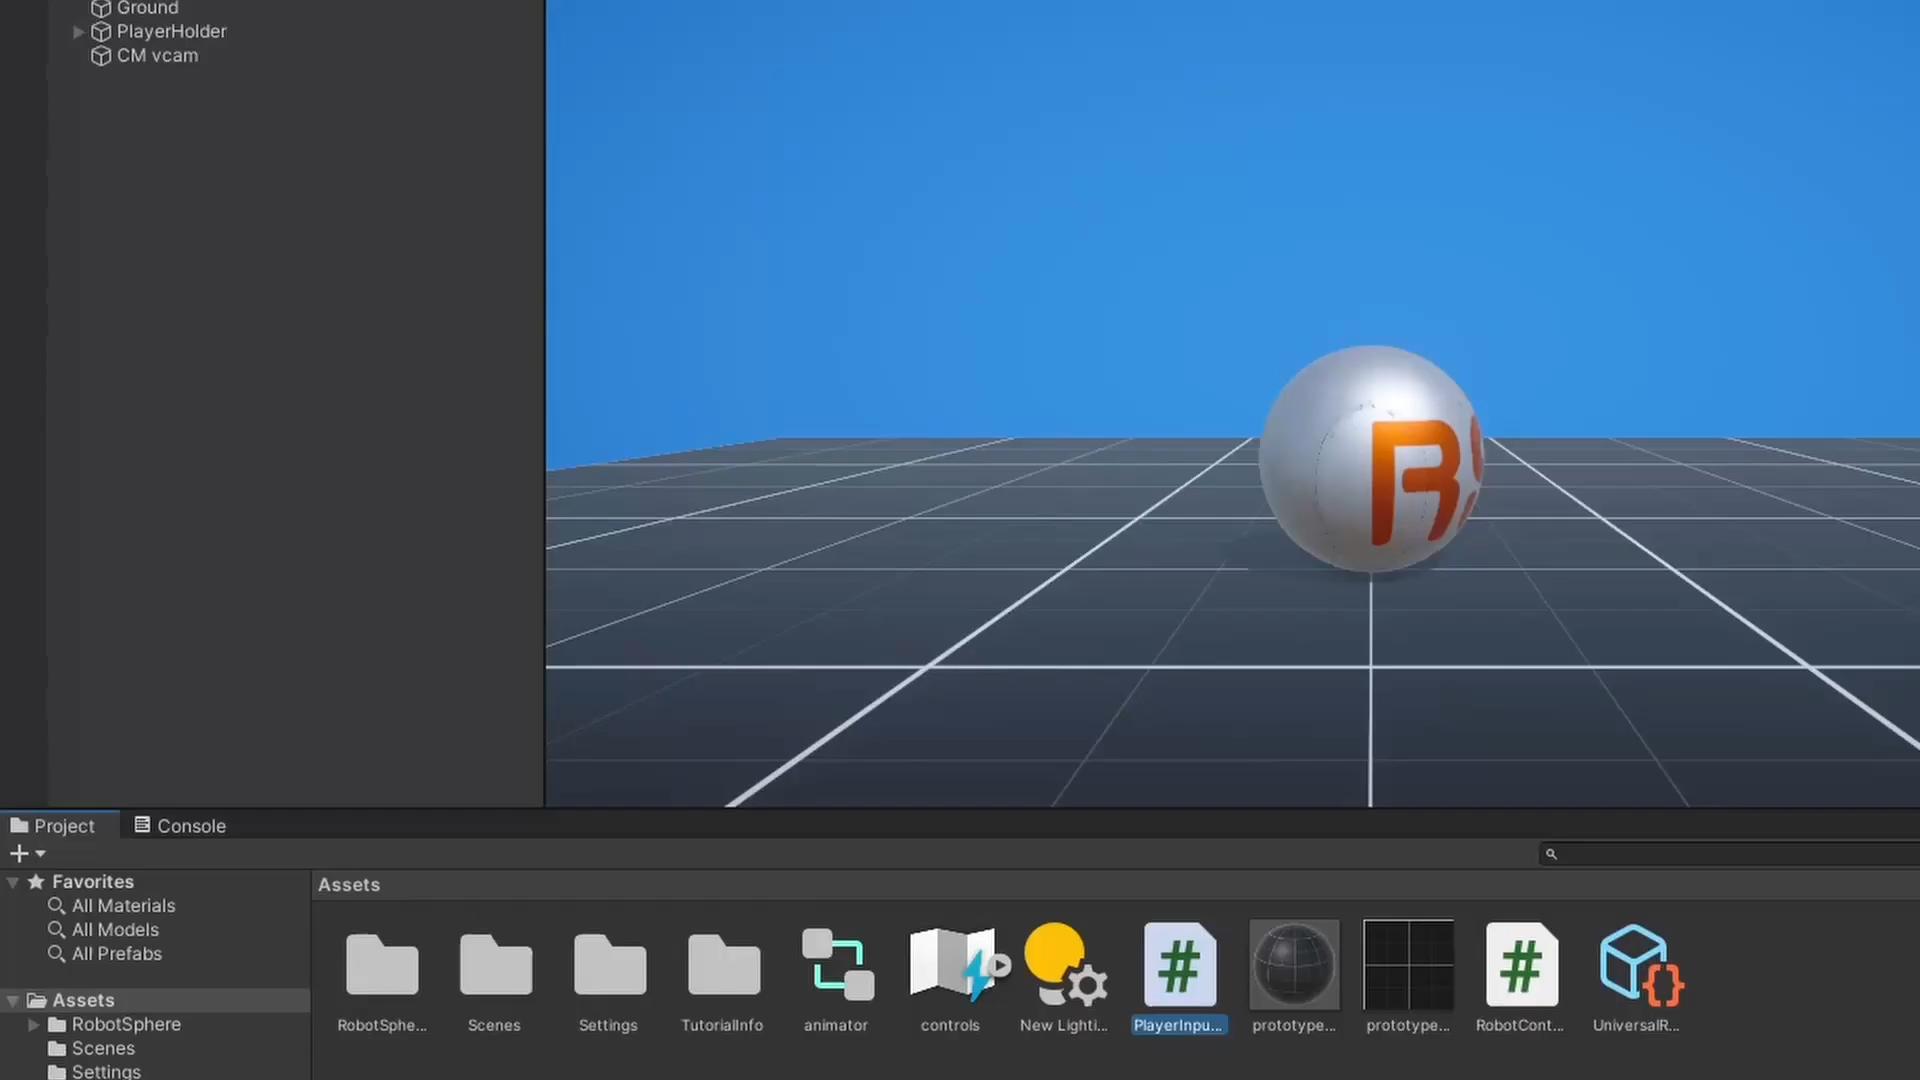 Ground
PlayerHolder
CM vcam
R
Project
Console
Favorites
All Materials
All Models
All Prefabs
Assets
RobotSphere
Scenes
Settings
Assets
RobotSphe...
Scenes
Settings
TutorialInfo
animator
controls
New Lighti...
PlayerInpu...
prototype...
prototype...
RobotCont...
UniversalR...